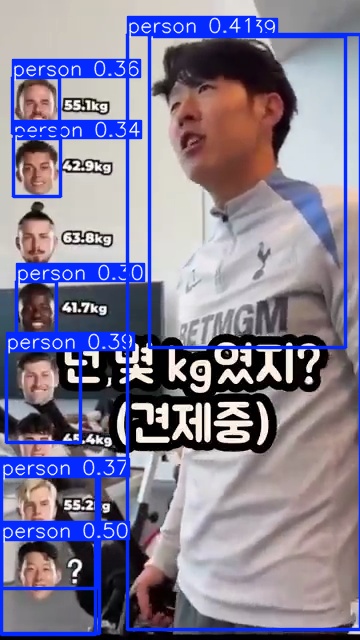 person 0.4139
person 0.36
55.1kg
person 0.34
42.9kg
63.8kg
person 0.30
41.7kg
BETMGM
person 0.39
넌 몇 kg였지?
(견제중)
45.4kg
person 0.37
55.2kg
person 0.50
?